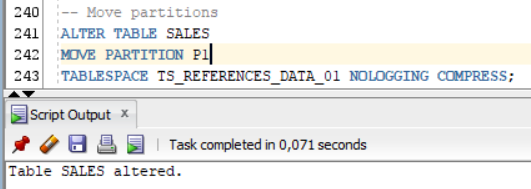 240 -- Move partitions
241 ALTER TABLE SALES
242 MOVE PARTITION P1
243 TABLESPACE TS_REFERENCES_DATA_01 NOLOGGING COMPRESS;
Script Output x
Task completed in 0,071 seconds
Table SALES altered.